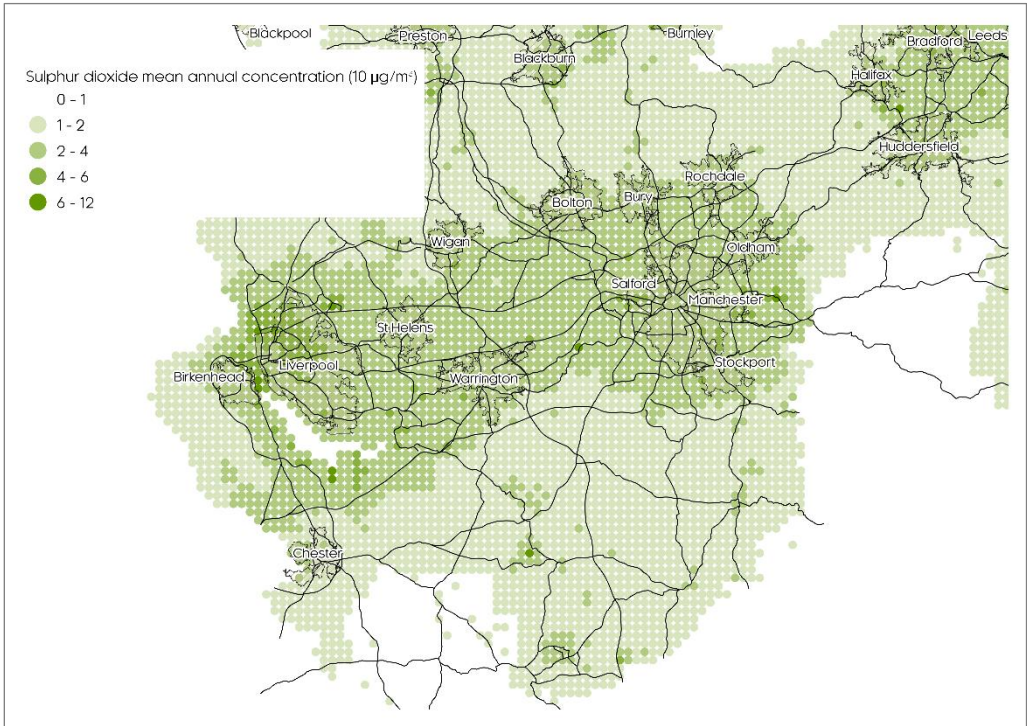 Blackpool
Preston
Burnley
Bradford
Leeds
Blackburn
Halifax
Sulphur dioxide mean annual concentration (10 µg/m²)
0 - 1
1 - 2
2 - 4
4 - 6
6 - 12
Huddersfield
Rochdale
Bolton
Bury
Wigan
Oldham
Salford
Manchester
St Helens
Liverpool
Stockport
Birkenhead
Warrington
Chester